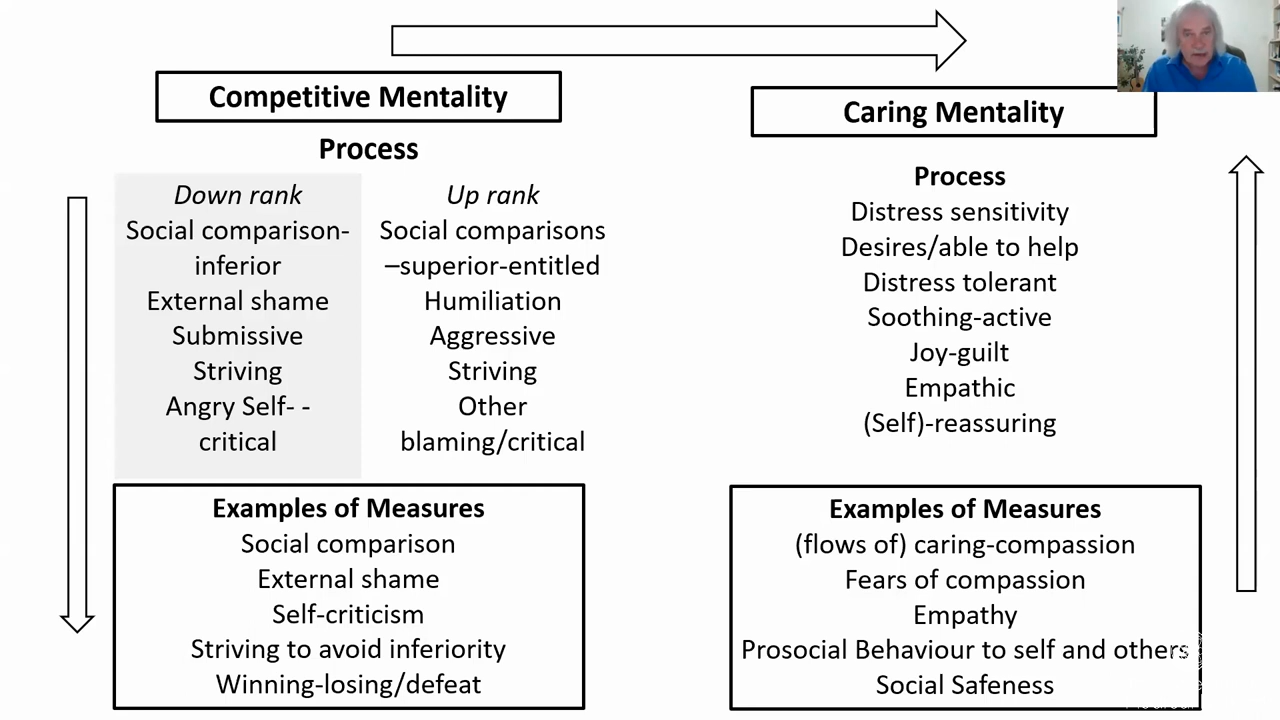 Competitive Mentality
Process
Down rank
Social comparison-
inferior
External shame
Submissive
Striving
Angry Self- -
critical
Up rank
Social comparisons
–superior-entitled
Humiliation
Aggressive
Striving
Other
blaming/critical
Examples of Measures
Social comparison
External shame
Self-criticism
Striving to avoid inferiority
Winning-losing/defeat
Caring Mentality
Process
Distress sensitivity
Desires/able to help
Distress tolerant
Soothing-active
Joy-guilt
Empathic
(Self)-reassuring
Examples of Measures
(flows of) caring-compassion
Fears of compassion
Empathy
Prosocial Behaviour to self and others
Social Safeness